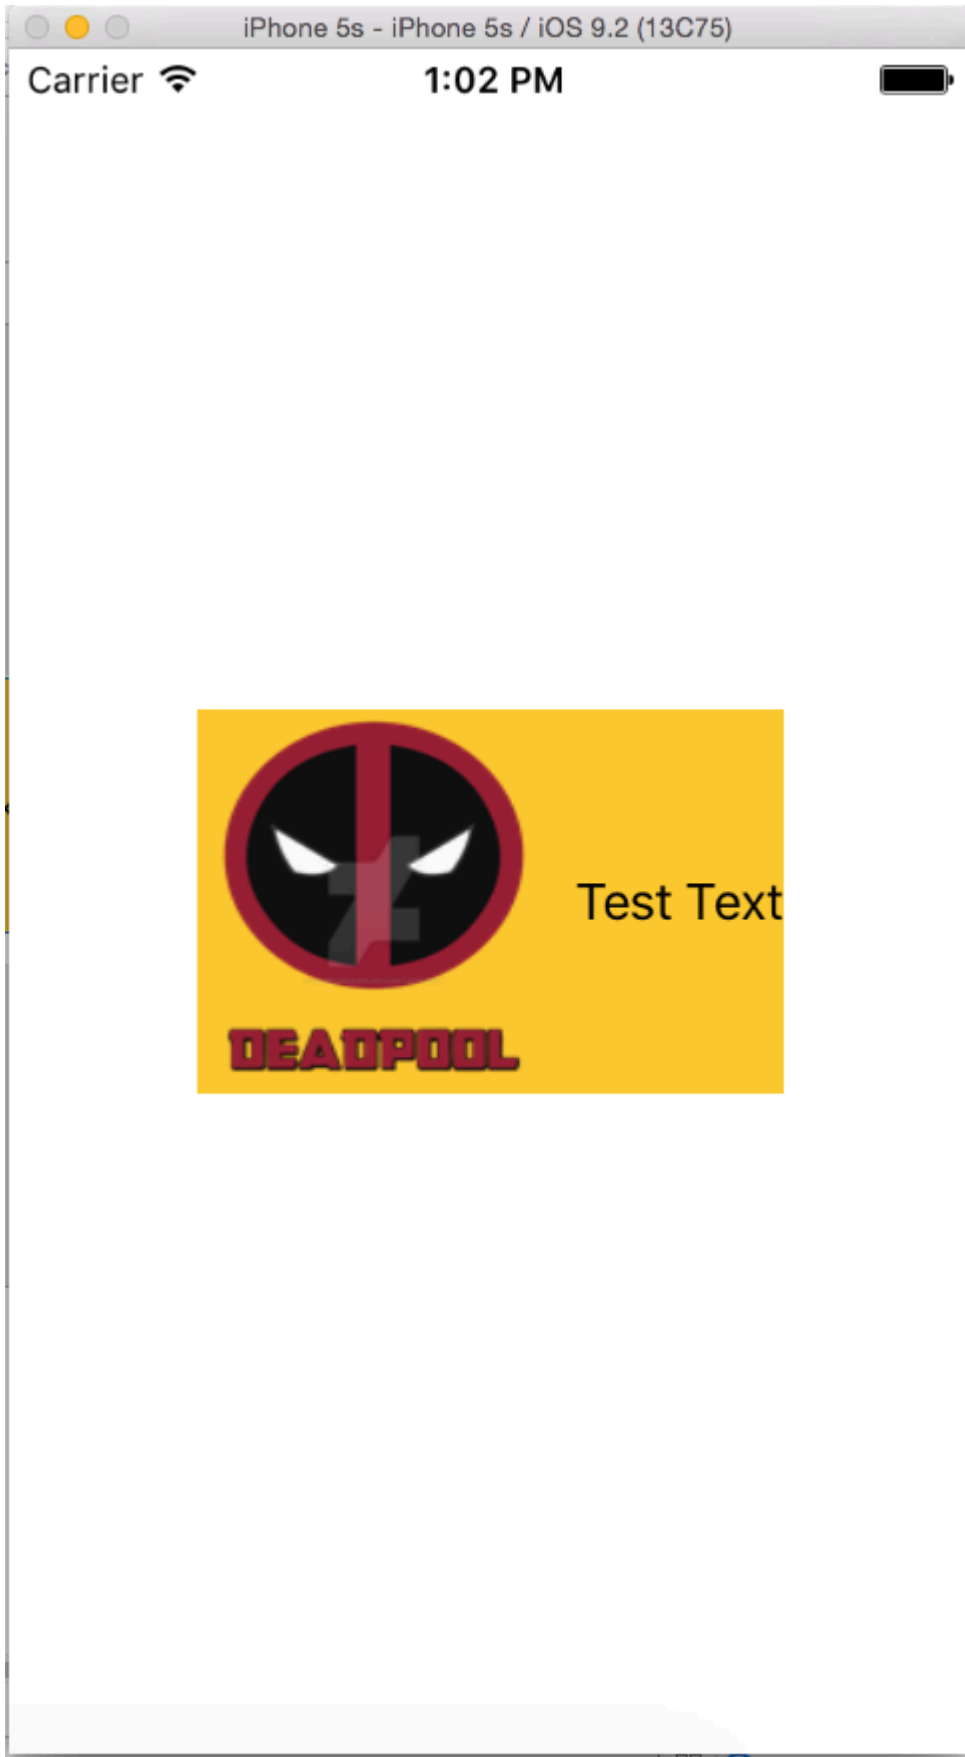 iPhone 5s - iPhone 5s / iOS 9.2 (13C75)
Carrier 1:02 PM
Test Text
DEADPOOL